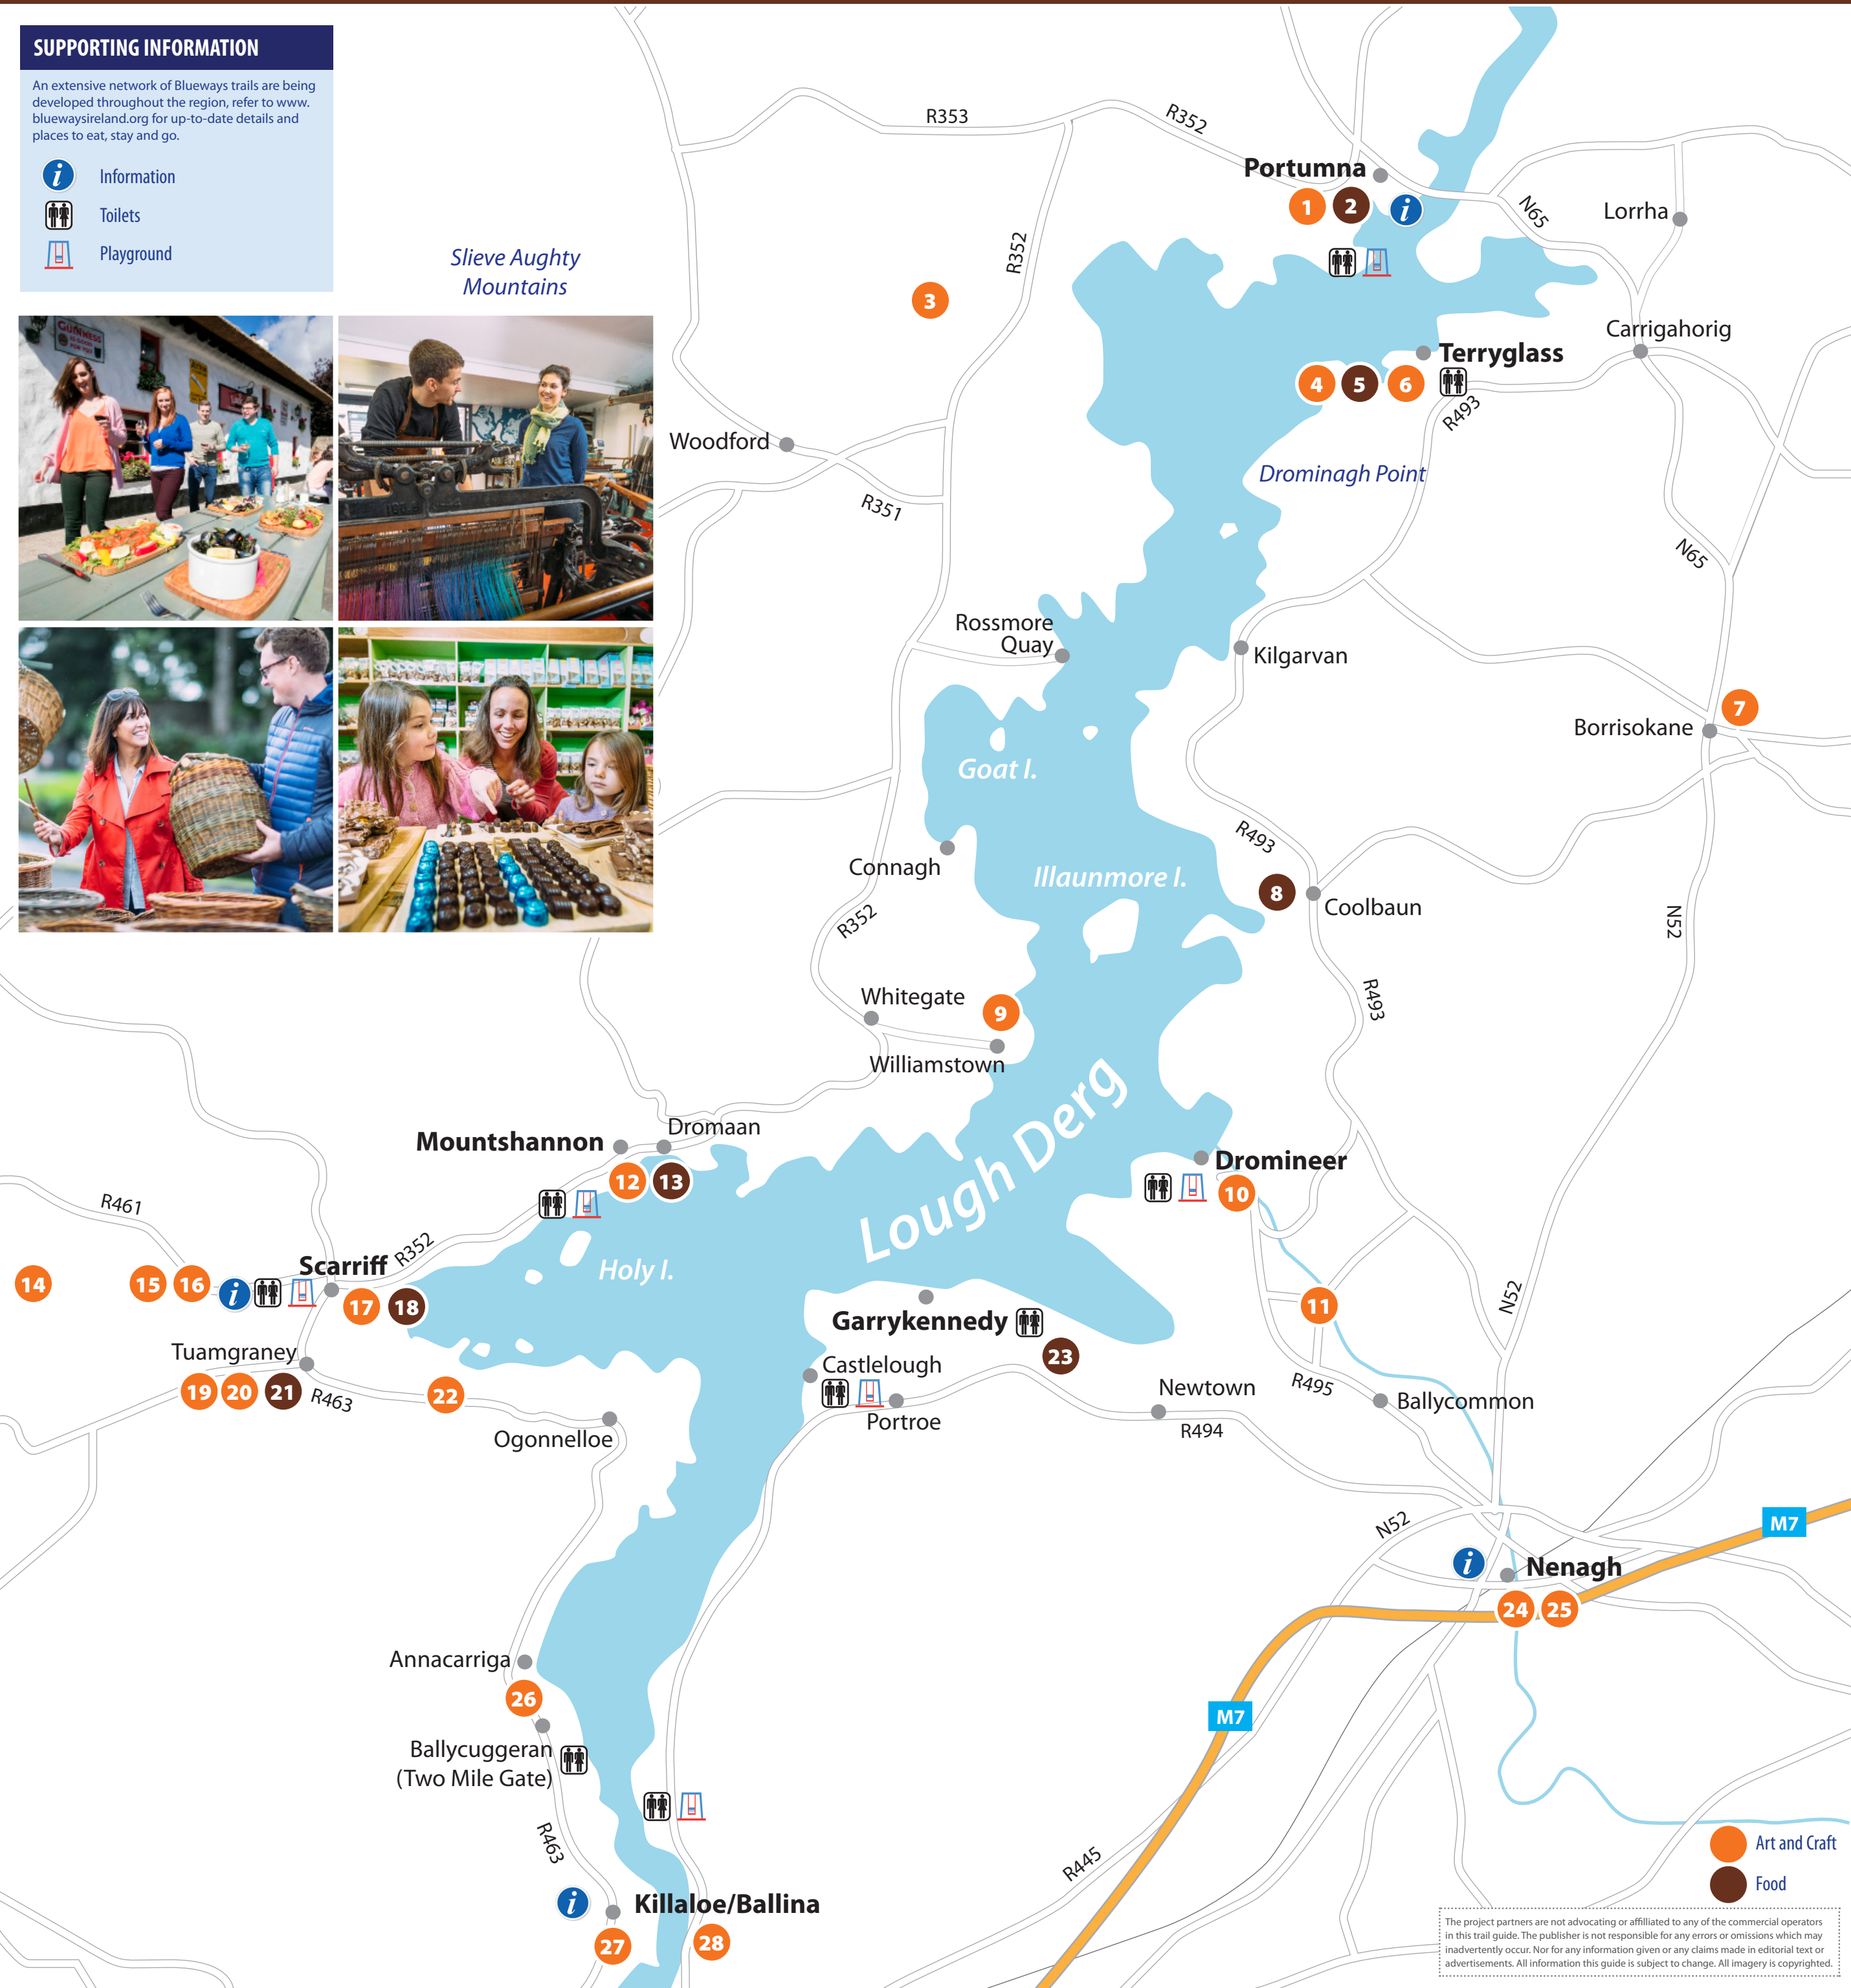 SUPPORTING INFORMATION
An extensive network of Blueways trails are being
developed throughout the region, refer to www.
bluewaysireland.org for up-to-date details and
places to eat, stay and go.
i Information
Toilets
Playground
Slieve Aughty
Mountains
GUINNESS
IS GOOD
FOR YOU
R353
R352
Portumna
1 2 i
N65
Lorrha
R352
3
Carrigahorig
Terryglass
4 5 6
R493
Woodford
Drominagh Point
R351
N65
Rossmore
Quay
Kilgarvan
7
Borrisokane
Goat I.
R493
Connagh
Illaunmore I.
8
Coolbaun
R352
N52
R493
Whitegate
9
Williamstown
Lough Derg
Dromaan
Mountshannon
12 13
Dromineer
10
R461
R352
Scarriff
Holy I.
14
15 16 i
17 18
11
N52
Garrykennedy
23
Tuamgraney
19 20 21
R463
22
Castlelough
Portroe
Newtown
R494
R495
Ballycommon
Ogonnelloe
N52
M7
i
Nenagh
24 25
Annacarriga
26
M7
Ballycuggeran
(Two Mile Gate)
R463
R445
i
Killaloe/Ballina
27
28
Art and Craft
Food
The project partners are not advocating or affilliated to any of the commercial operators
in this trail guide. The publisher is not responsible for any errors or omissions which may
inadvertently occur. Nor for any information given or any claims made in editorial text or
advertisements. All information this guide is subject to change. All imagery is copyrighted.